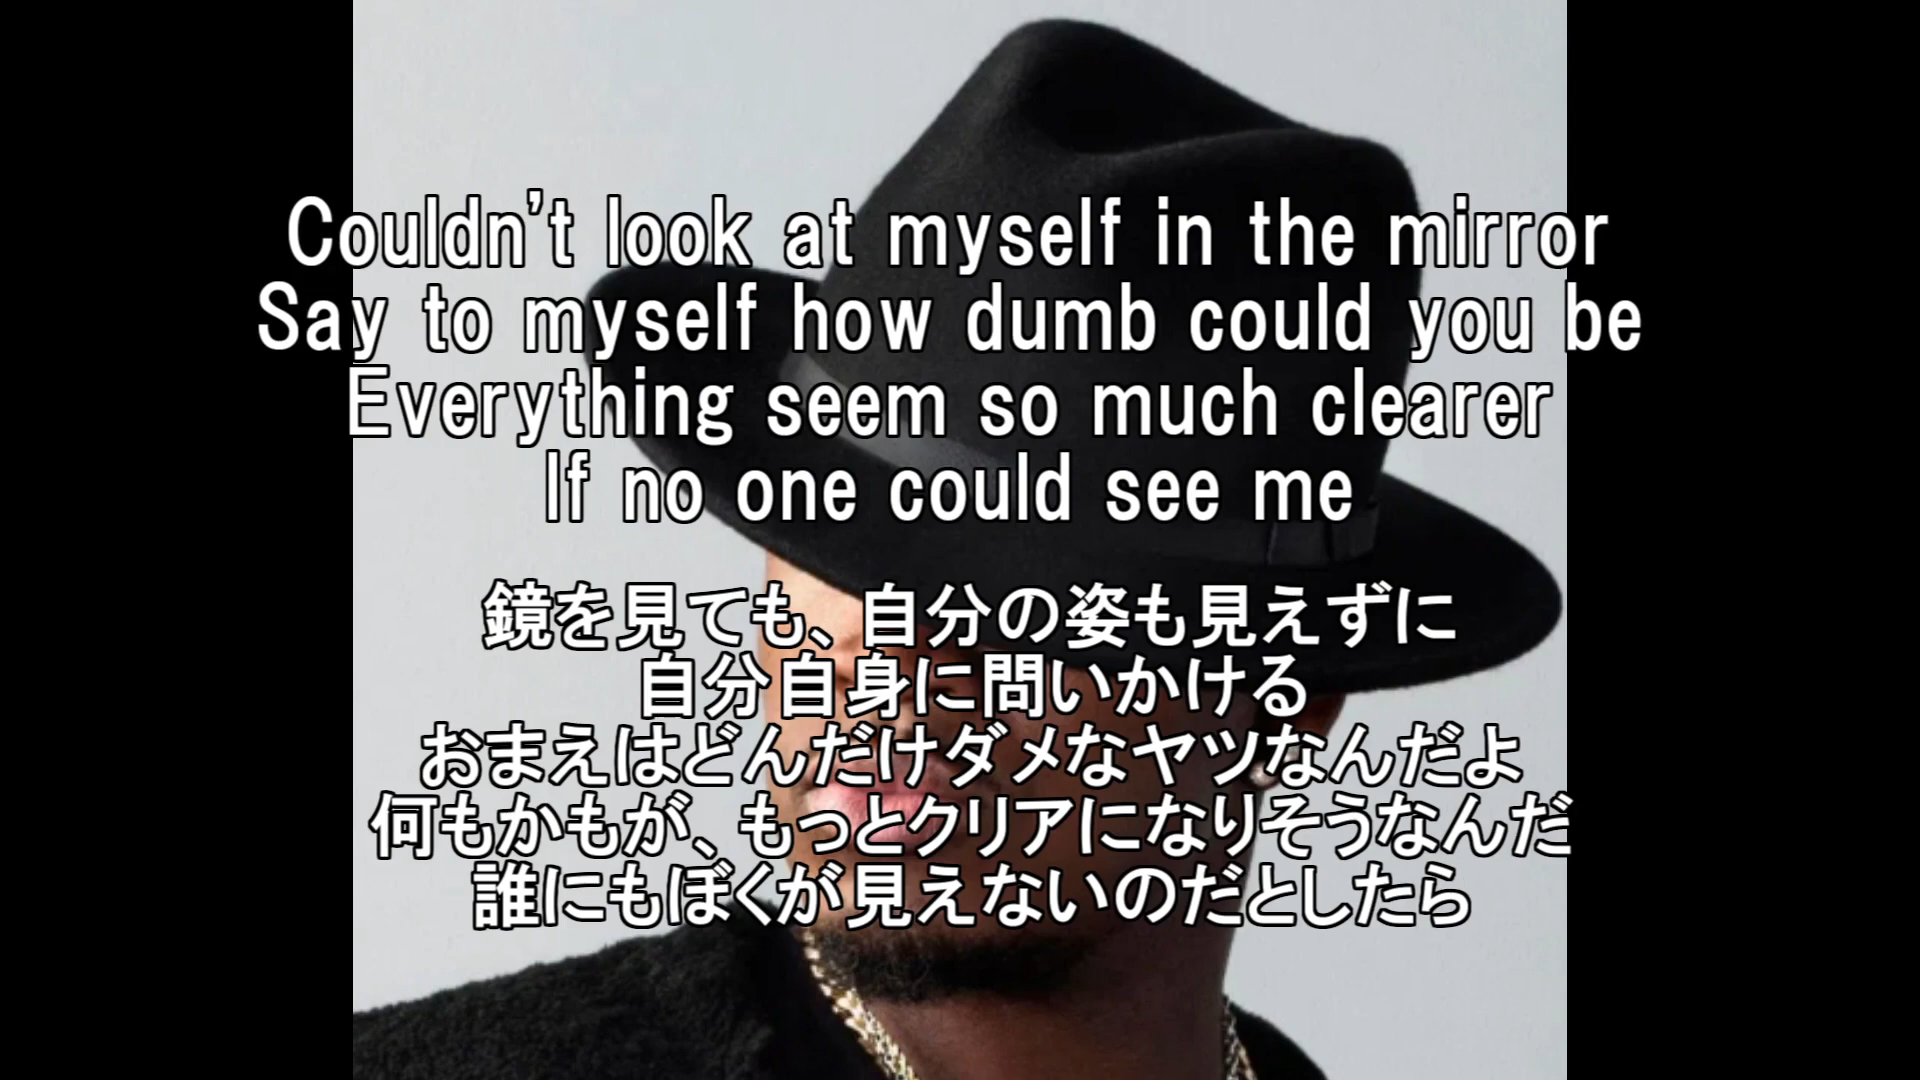 Couldn't look at myself in the mirror
Say to myself how dumb could you be
Everything seem so much clearer
If no one could see me
鏡を見ても、自分の姿も見えずに
自分自身に問いかける
おまえはどんだけダメなヤツなんだよ
何もかもが、もっとクリアになりそうなんだ
誰にもぼくが見えないのだとしたら